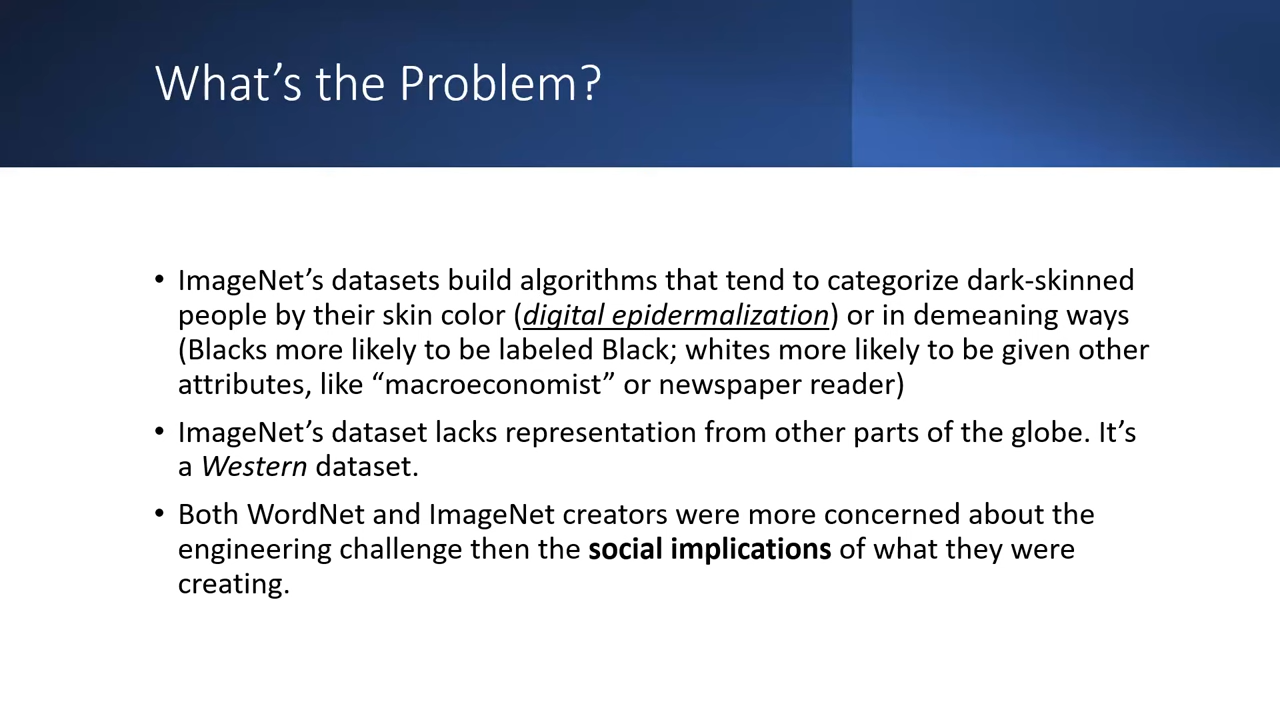 What’s the Problem?
• ImageNet’s datasets build algorithms that tend to categorize dark-skinned
people by their skin color (digital epidermalization) or in demeaning ways
(Blacks more likely to be labeled Black; whites more likely to be given other
attributes, like “macroeconomist” or newspaper reader)
• ImageNet’s dataset lacks representation from other parts of the globe. It’s
a Western dataset.
• Both WordNet and ImageNet creators were more concerned about the
engineering challenge then the social implications of what they were
creating.